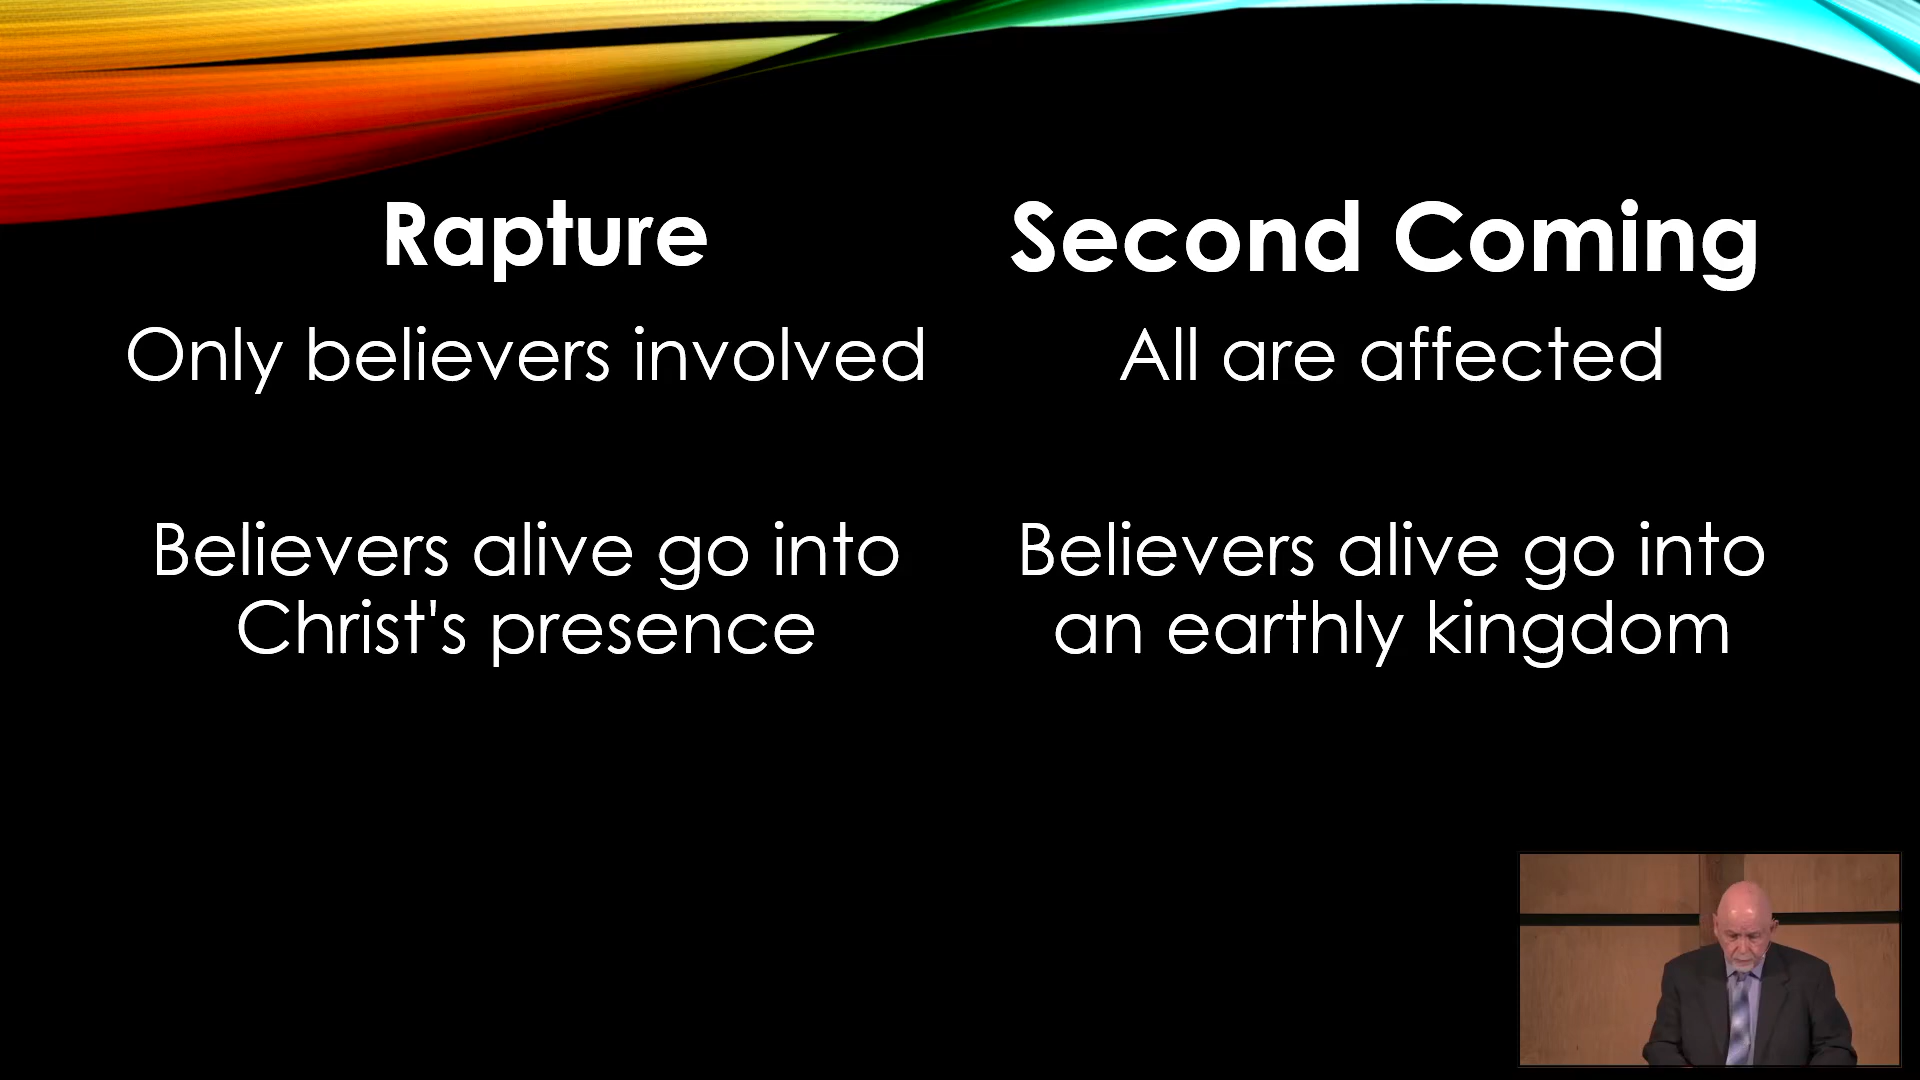 Rapture
Second Coming
Only believers involved
All are affected
Believers alive go into
Christ's presence
Believers alive go into
an earthly kingdom